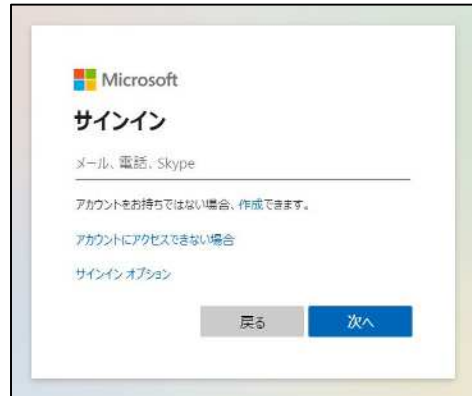 Microsoft
サインイン
メール、電話、Skype
アカウントをお持ちではない場合、作成できます。
アカウントにアクセスできない場合
サインイン オプション
戻る
次へ